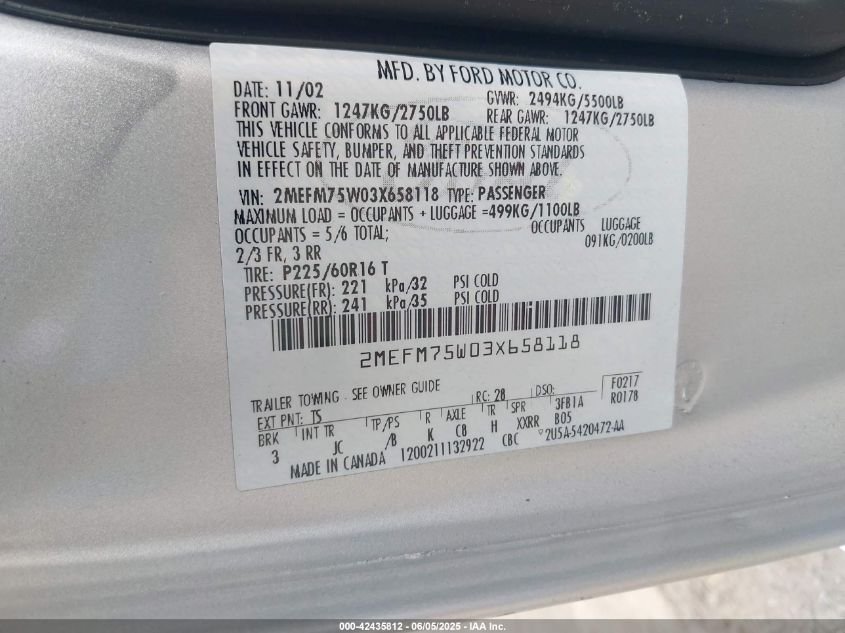 MFD. BY FORD MOTOR CO.
DATE: 11/02 GVWR: 2494KG/5500LB
FRONT GAWR: 1247KG/2750LB REAR GAWR: 1247KG/2750LB
THIS VEHICLE CONFORMS TO ALL APPLICABLE FEDERAL MOTOR
VEHICLE SAFETY, BUMPER, AND THEFT PREVENTION STANDARDS
IN EFFECT ON THE DATE OF MANUFACTURE SHOWN ABOVE.
VIN: 2MEFM75W03X658118 TYPE: PASSENGER
MAXIMUM LOAD = OCCUPANTS + LUGGAGE =499KG/1100LB
OCCUPANTS = 5/6 TOTAL; OCCUPANTS LUGGAGE
2/3 FR, 3 RR 091KG/0200LB
TIRE: P225/60R16 T
PRESSURE(FR): 221 kPa/32 PSI COLD
PRESSURE(RR): 241 kPa/35 PSI COLD
2MEFM75W03X658118
TRAILER TOWING - SEE OWNER GUIDE
EXT PNT: TS RC: 28 DSO: F0217
BRK INT TR TP/PS R AXLE TR SPR 3FB1A R0178
3 JC /B K C8 H XXRR B05
MADE IN CANADA 1200211132922 CBC 2U5A-5420472-AA
000-42435812 - 06/05/2025 - IAA Inc.